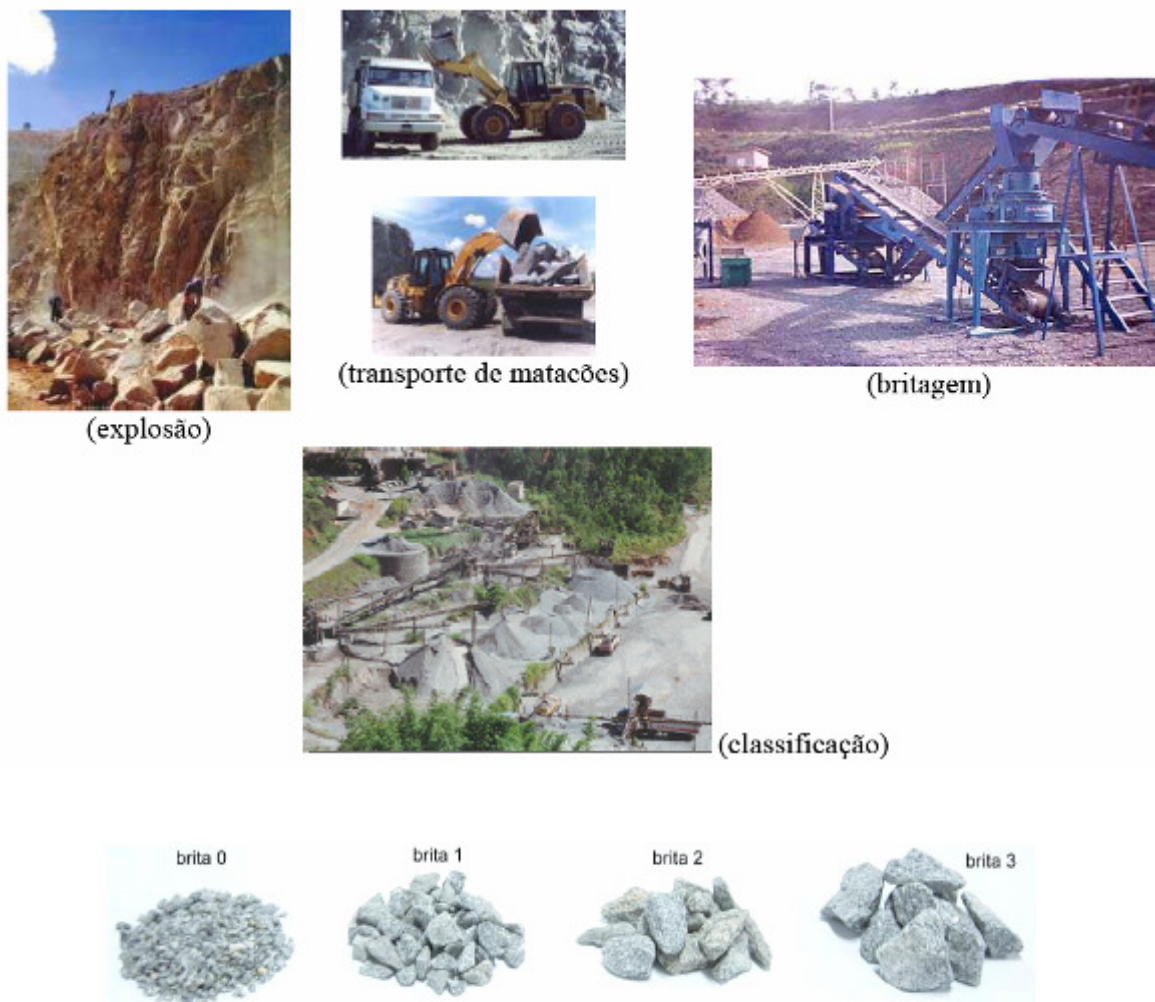 (transporte de matacões)
(britagem)
(explosão)
(classificação)
brita 0
brita 1
brita 2
brita 3